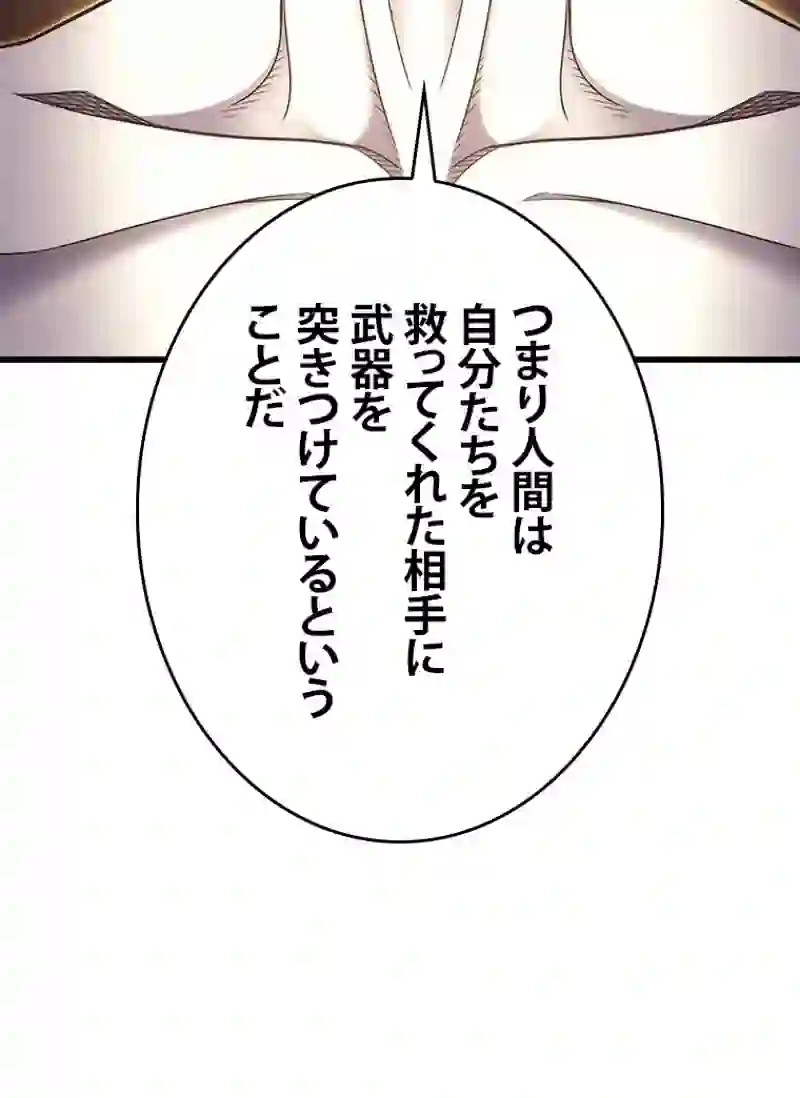 つまり人間は
自分たちを
救ってくれた相手に
武器を
突きつけているという
ことだ